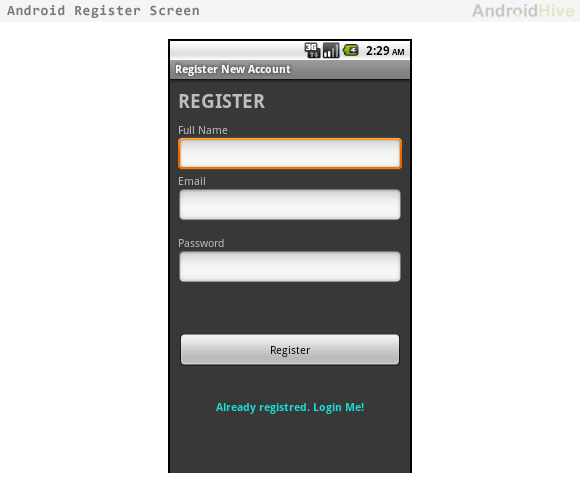 Android Register Screen
AndroidHive
3G
2:29 AM
Register New Account
REGISTER
Full Name
Email
Password
Register
Already registred. Login Me!